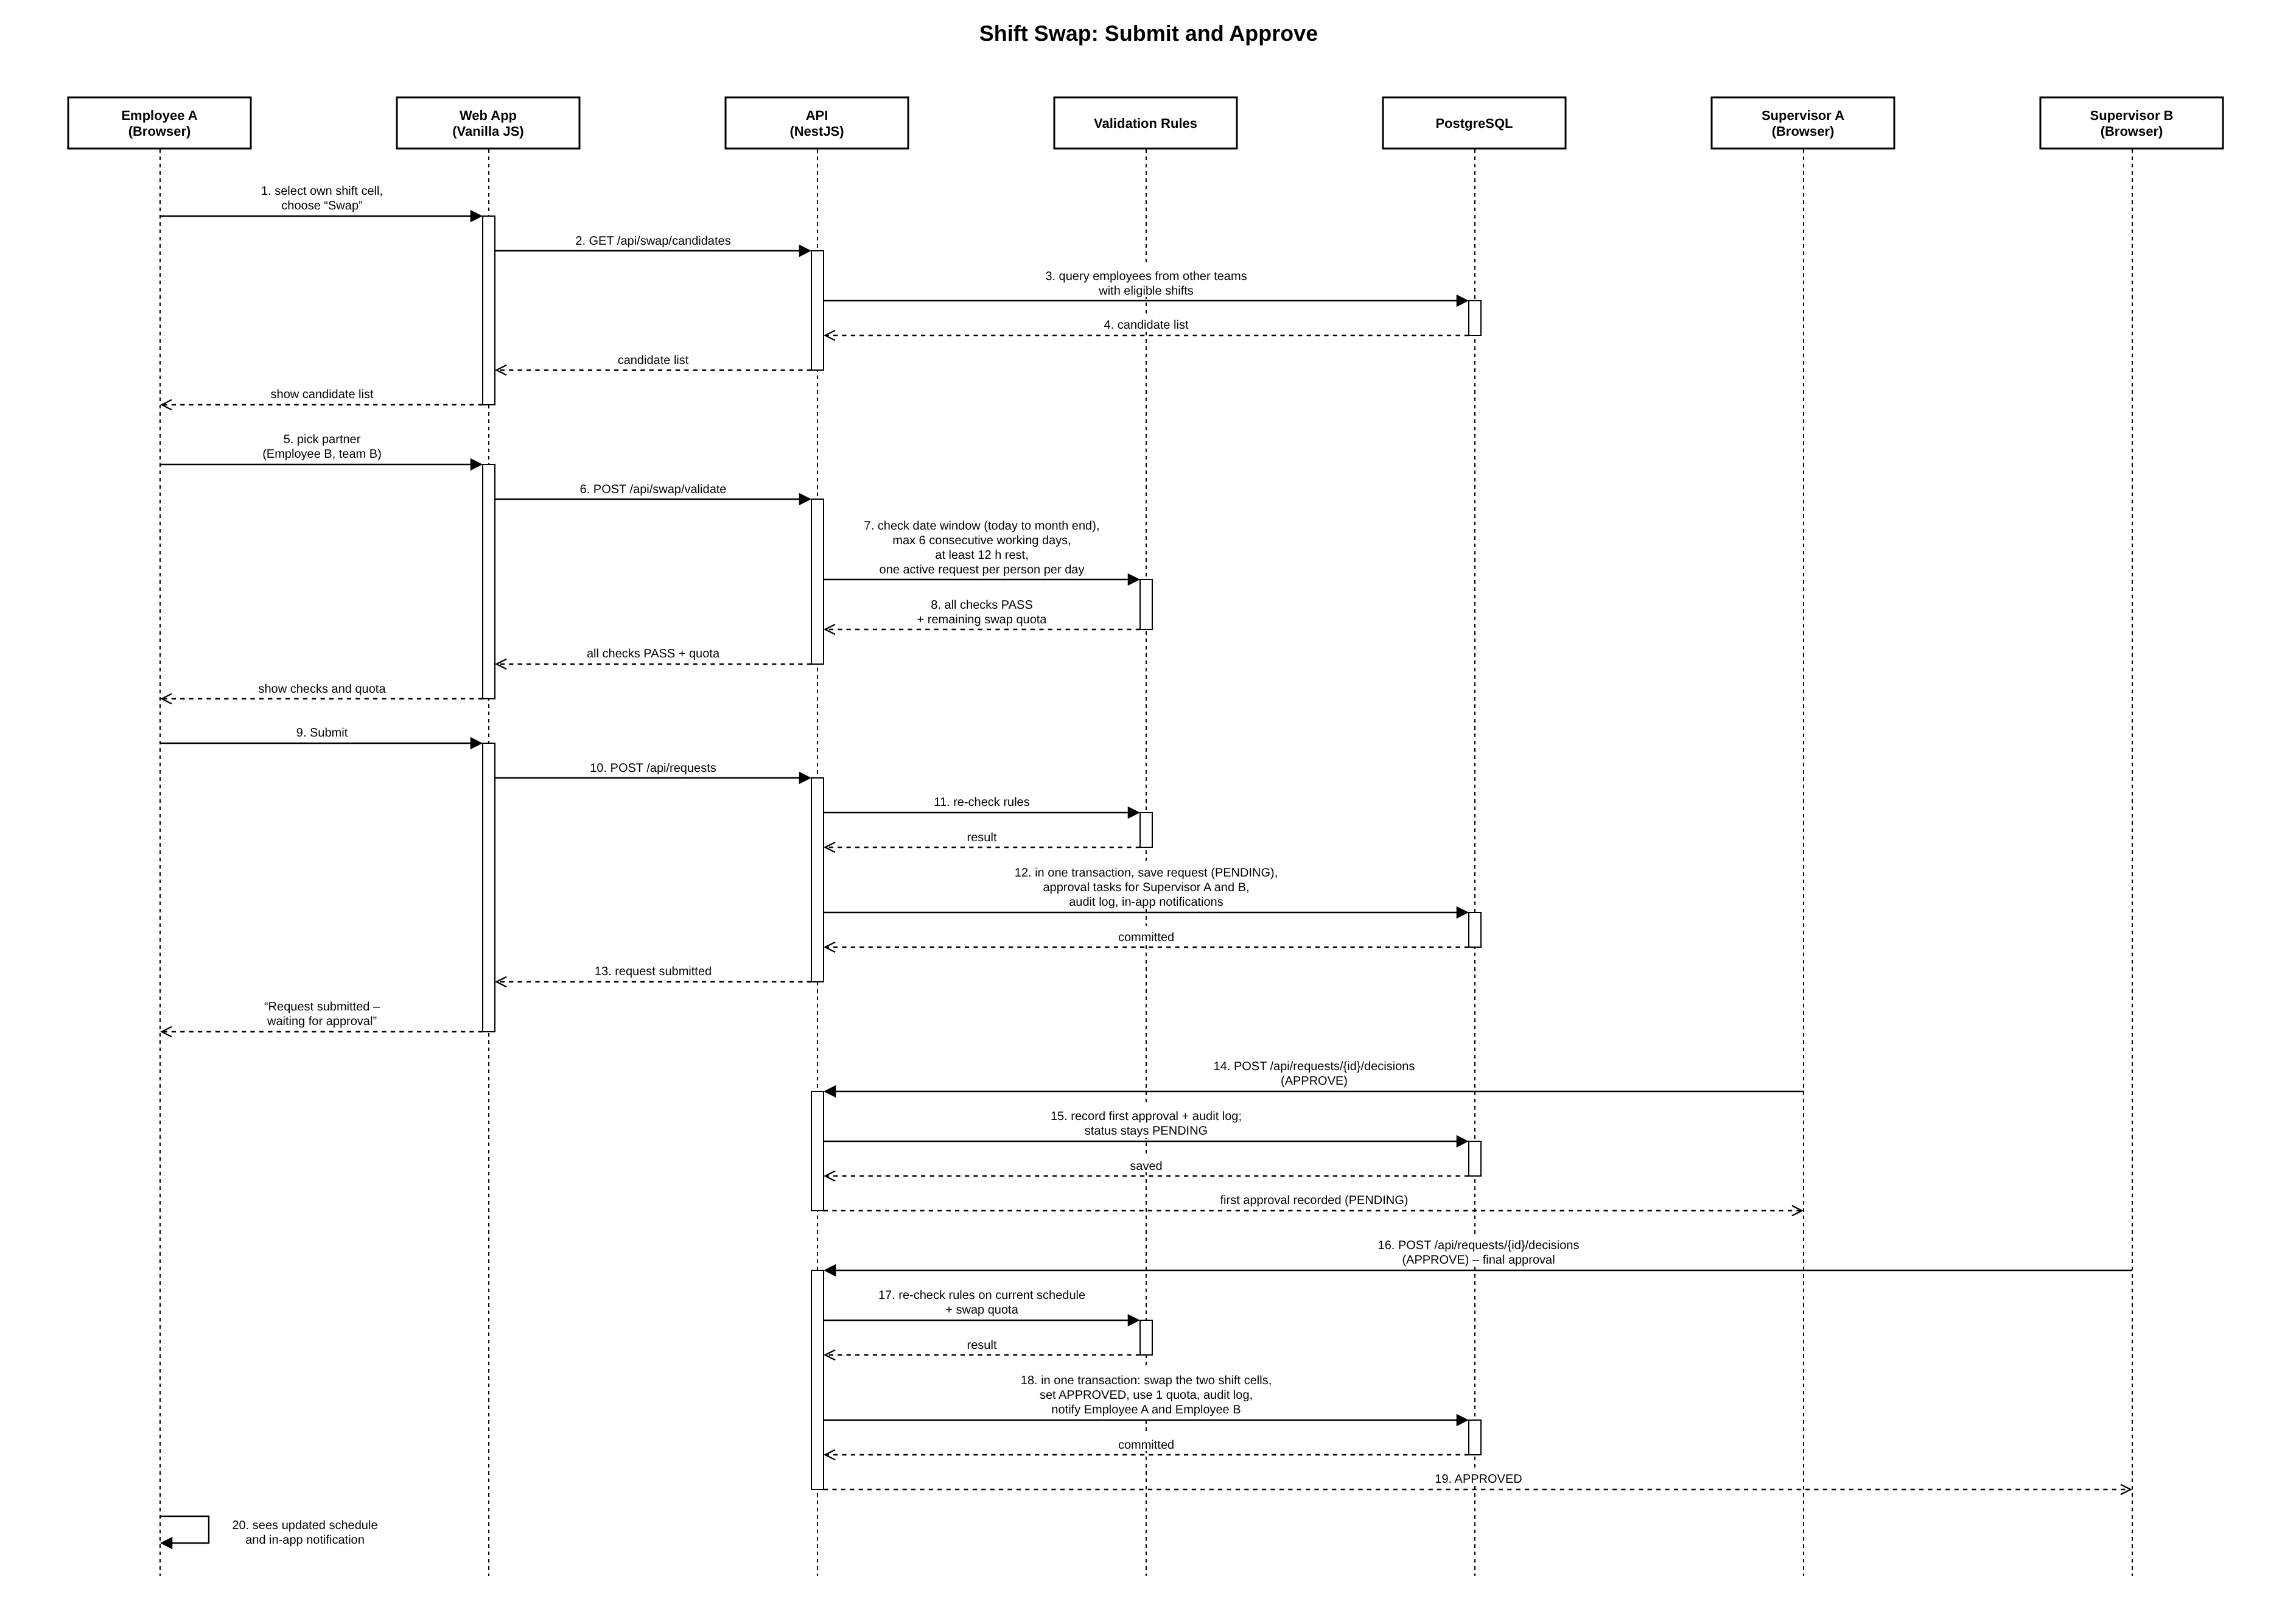 Shift Swap: Submit and Approve
Employee A
(Browser)
Web App
(Vanilla JS)
API
(NestJS)
Validation Rules
PostgreSQL
Supervisor A
(Browser)
Supervisor B
(Browser)
1. select own shift cell,
choose “Swap”
2. GET /api/swap/candidates
3. query employees from other teams
with eligible shifts
4. candidate list
candidate list
show candidate list
5. pick partner
(Employee B, team B)
6. POST /api/swap/validate
7. check date window (today to month end),
max 6 consecutive working days,
at least 12 h rest,
one active request per person per day
8. all checks PASS
+ remaining swap quota
all checks PASS + quota
show checks and quota
9. Submit
10. POST /api/requests
11. re-check rules
result
12. in one transaction, save request (PENDING),
approval tasks for Supervisor A and B,
audit log, in-app notifications
committed
13. request submitted
“Request submitted –
waiting for approval”
14. POST /api/requests/{id}/decisions
(APPROVE)
15. record first approval + audit log;
status stays PENDING
saved
first approval recorded (PENDING)
16. POST /api/requests/{id}/decisions
(APPROVE) – final approval
17. re-check rules on current schedule
+ swap quota
result
18. in one transaction: swap the two shift cells,
set APPROVED, use 1 quota, audit log,
notify Employee A and Employee B
committed
19. APPROVED
20. sees updated schedule
and in-app notification